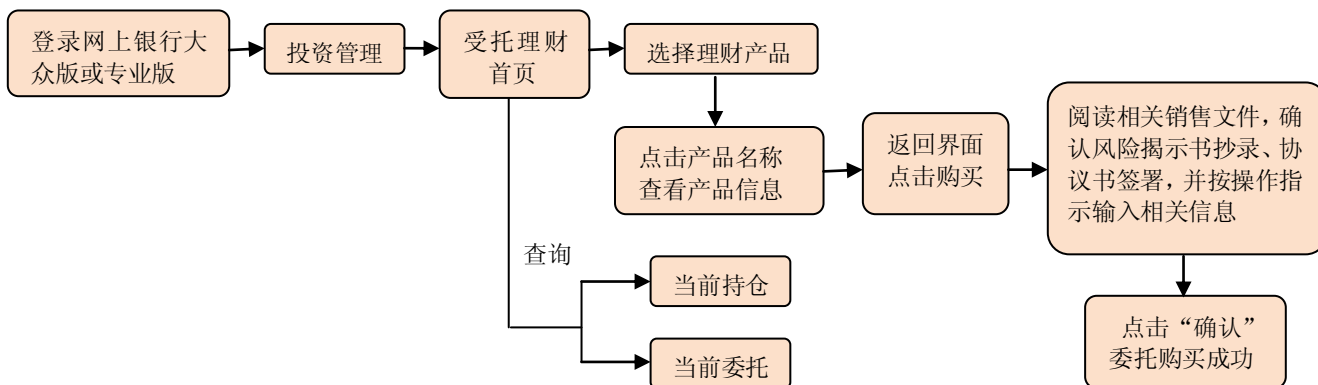 登录网上银行大
众版或专业版
投资管理
受托理财
首页
选择理财产品
点击产品名称
查看产品信息
返回界面
点击购买
阅读相关销售文件，确
认风险揭示书抄录、协
议书签署，并按操作指
示输入相关信息
查询
当前持仓
当前委托
点击“确认”
委托购买成功